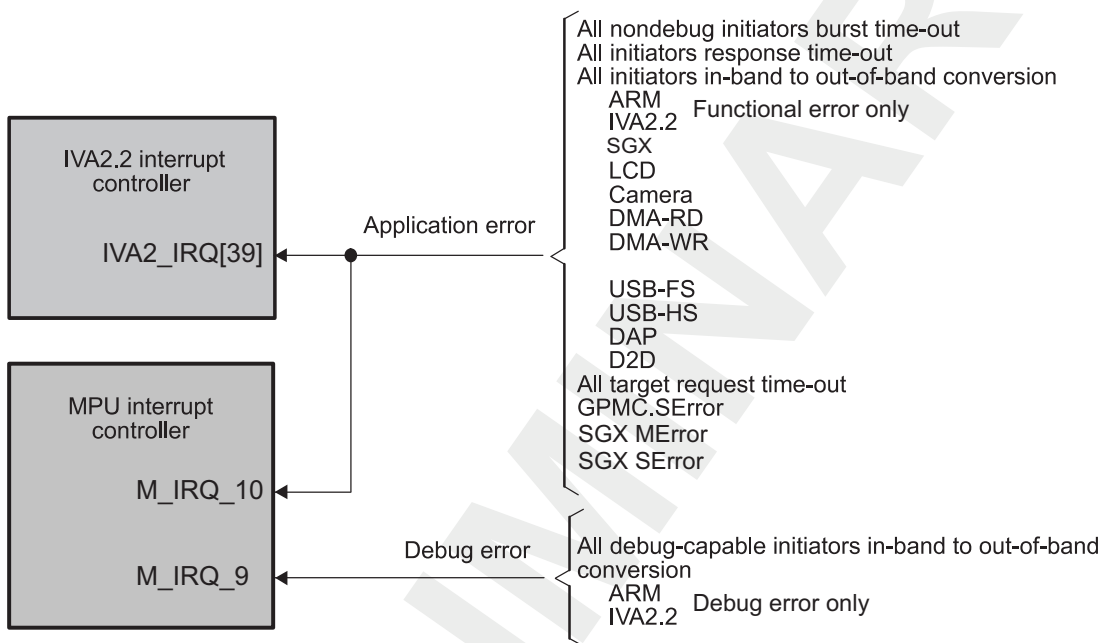 All nondebug initiators burst time-out
All initiators response time-out
All initiators in-band to out-of-band conversion
ARM
IVA2.2
Functional error only
SGX
LCD
Camera
DMA-RD
DMA-WR
USB-FS
USB-HS
DAP
D2D
All target request time-out
GPMC.SError
SGX MError
SGX SError
IVA2.2 interrupt
controller
IVA2_IRQ[39]
Application error
MPU interrupt
controller
M_IRQ_10
M_IRQ_9
Debug error
All debug-capable initiators in-band to out-of-band
conversion
ARM
IVA2.2
Debug error only